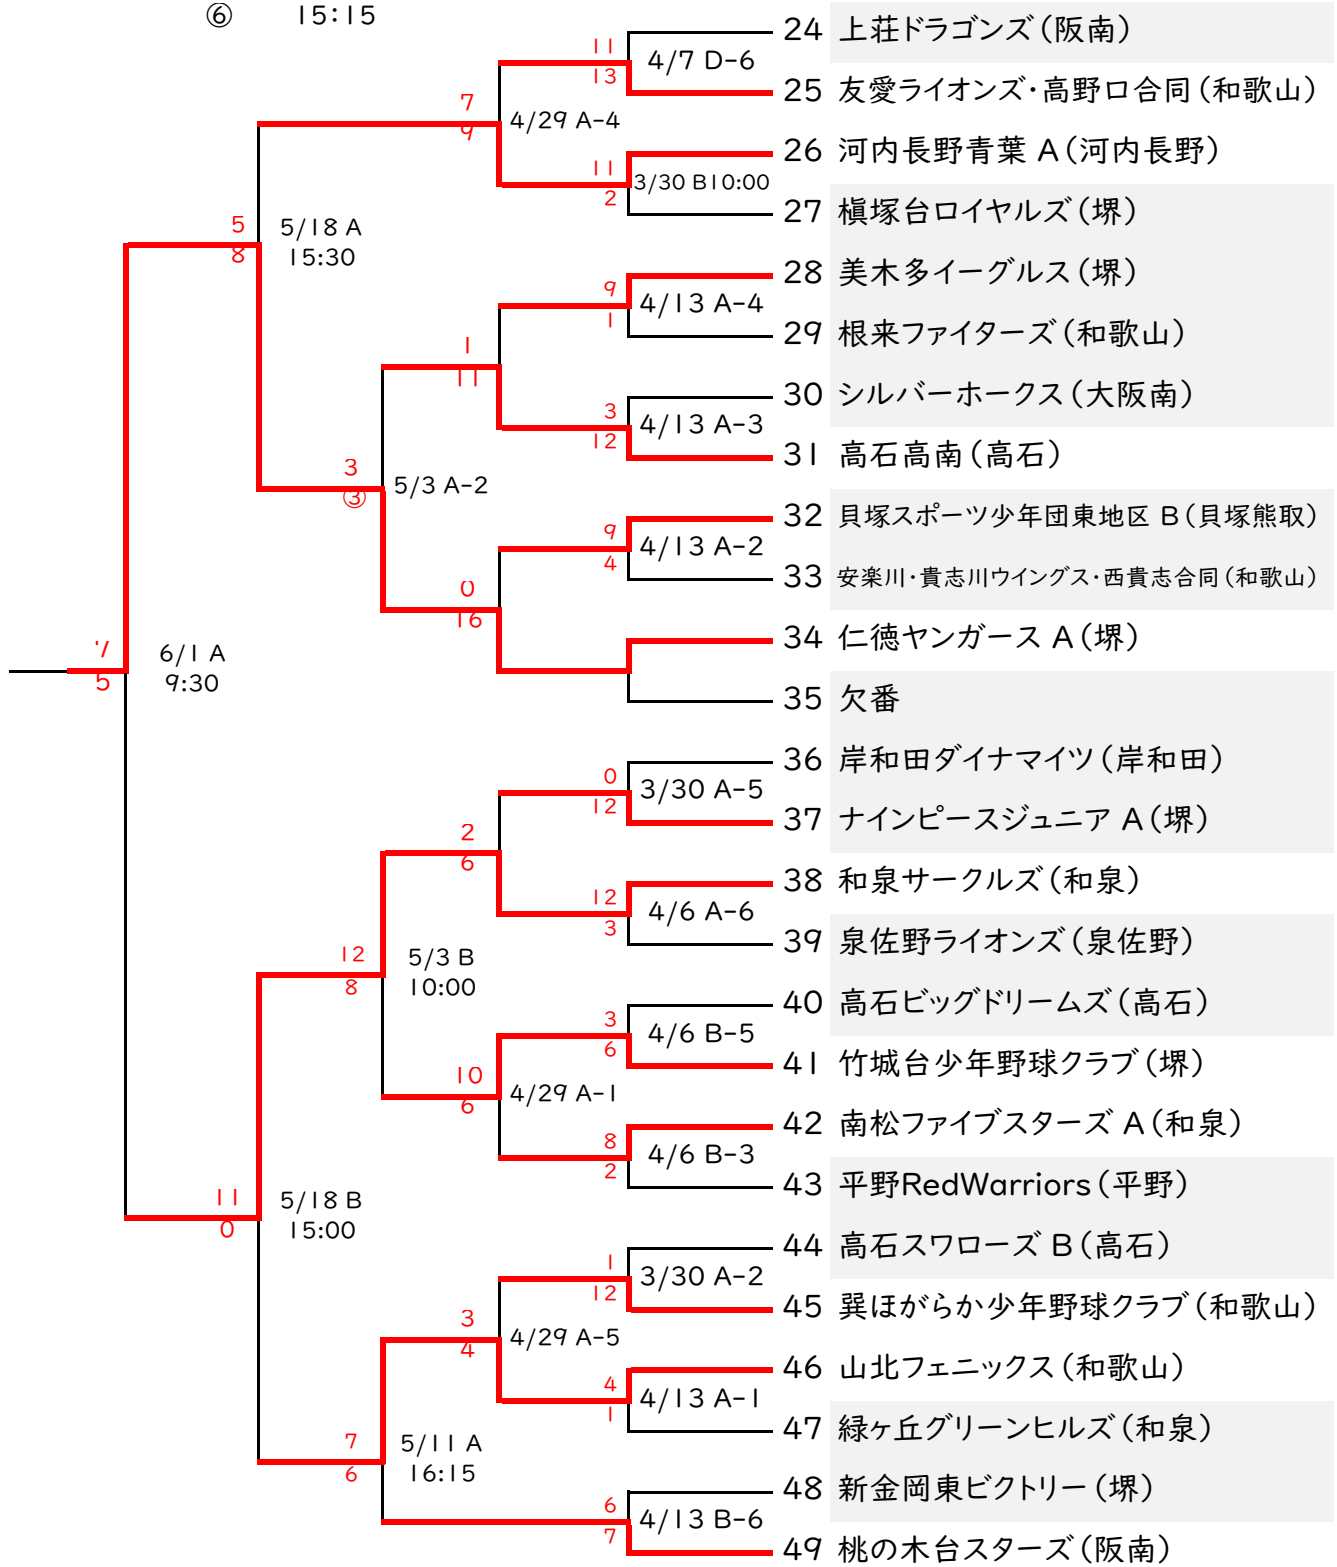 ⑥ 15:15
24 上荘ドラゴンズ(阪南)
11
4/7 D-6
13
25 友愛ライオンズ・高野口合同(和歌山)
7
4/29 A-4
9
26 河内長野青葉 A(河内長野)
11
3/30 B10:00
2
27 槇塚台ロイヤルズ(堺)
5
5/18 A
8
15:30
28 美木多イーグルス(堺)
9
4/13 A-4
1
29 根来ファイターズ(和歌山)
1
11
30 シルバーホークス(大阪南)
3
4/13 A-3
12
31 高石高南(高石)
3
5/3 A-2
③
32 貝塚スポーツ少年団東地区 B(貝塚熊取)
9
4/13 A-2
4
33 安楽川・貴志川ウイングス・西貴志合同(和歌山)
0
16
34 仁徳ヤンガース A(堺)
7
6/1 A
5
9:30
35 欠番
36 岸和田ダイナマイツ(岸和田)
0
3/30 A-5
12
37 ナインピースジュニア A(堺)
2
6
38 和泉サークルズ(和泉)
12
4/6 A-6
3
39 泉佐野ライオンズ(泉佐野)
12
5/3 B
8
10:00
40 高石ビッグドリームズ(高石)
3
4/6 B-5
6
41 竹城台少年野球クラブ(堺)
10
4/29 A-1
6
42 南松ファイブスターズ A(和泉)
8
4/6 B-3
2
43 平野RedWarriors(平野)
11
5/18 B
0
15:00
44 高石スワローズ B(高石)
1
3/30 A-2
12
45 巽ほがらか少年野球クラブ(和歌山)
3
4/29 A-5
4
46 山北フェニックス(和歌山)
4
4/13 A-1
1
47 緑ヶ丘グリーンヒルズ(和泉)
7
5/11 A
6
16:15
48 新金岡東ビクトリー(堺)
6
4/13 B-6
7
49 桃の木台スターズ(阪南)